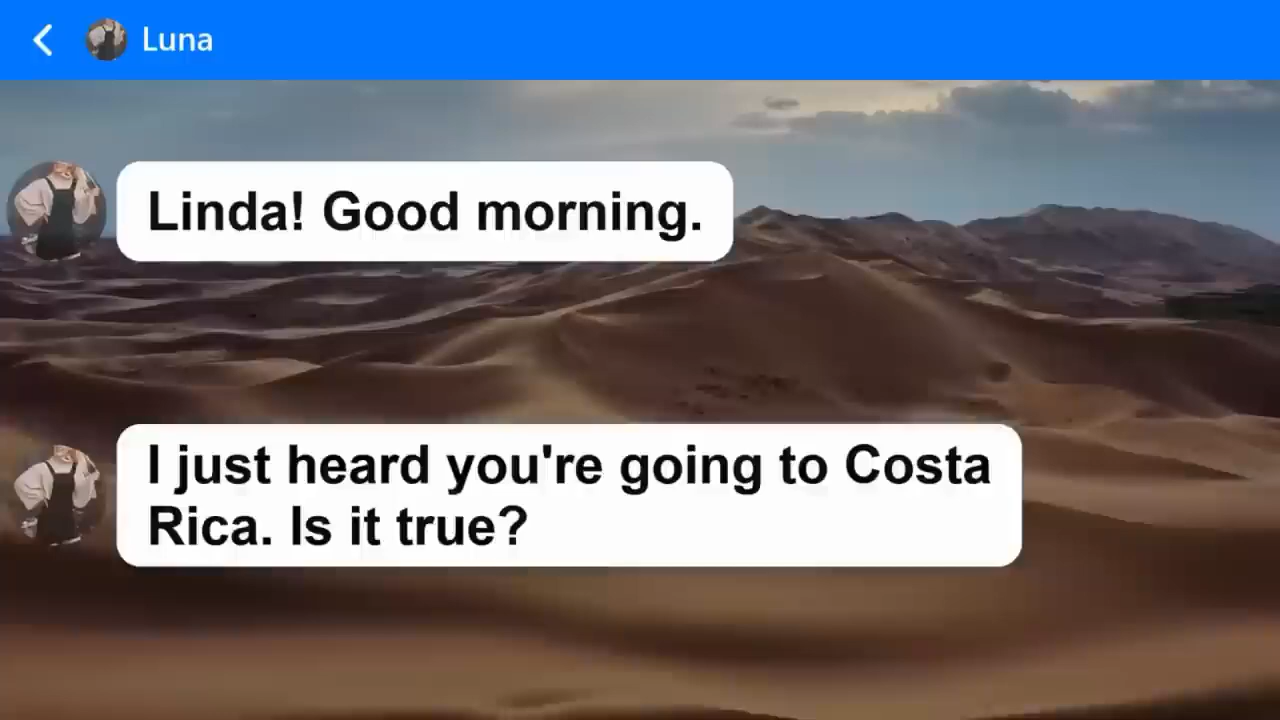 Luna
Linda! Good morning.
I just heard you're going to Costa
Rica. Is it true?